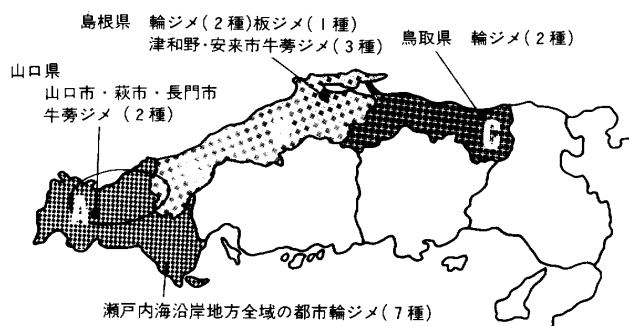 島根県 輪ジメ(2種)板ジメ(1種)
津和野・安来市牛蒡ジメ(3種)
鳥取県 輪ジメ(2種)
山口県
山口市・萩市・長門市
牛蒡ジメ(2種)
瀬戸内海沿岸地方全域の都市輪ジメ(7種)